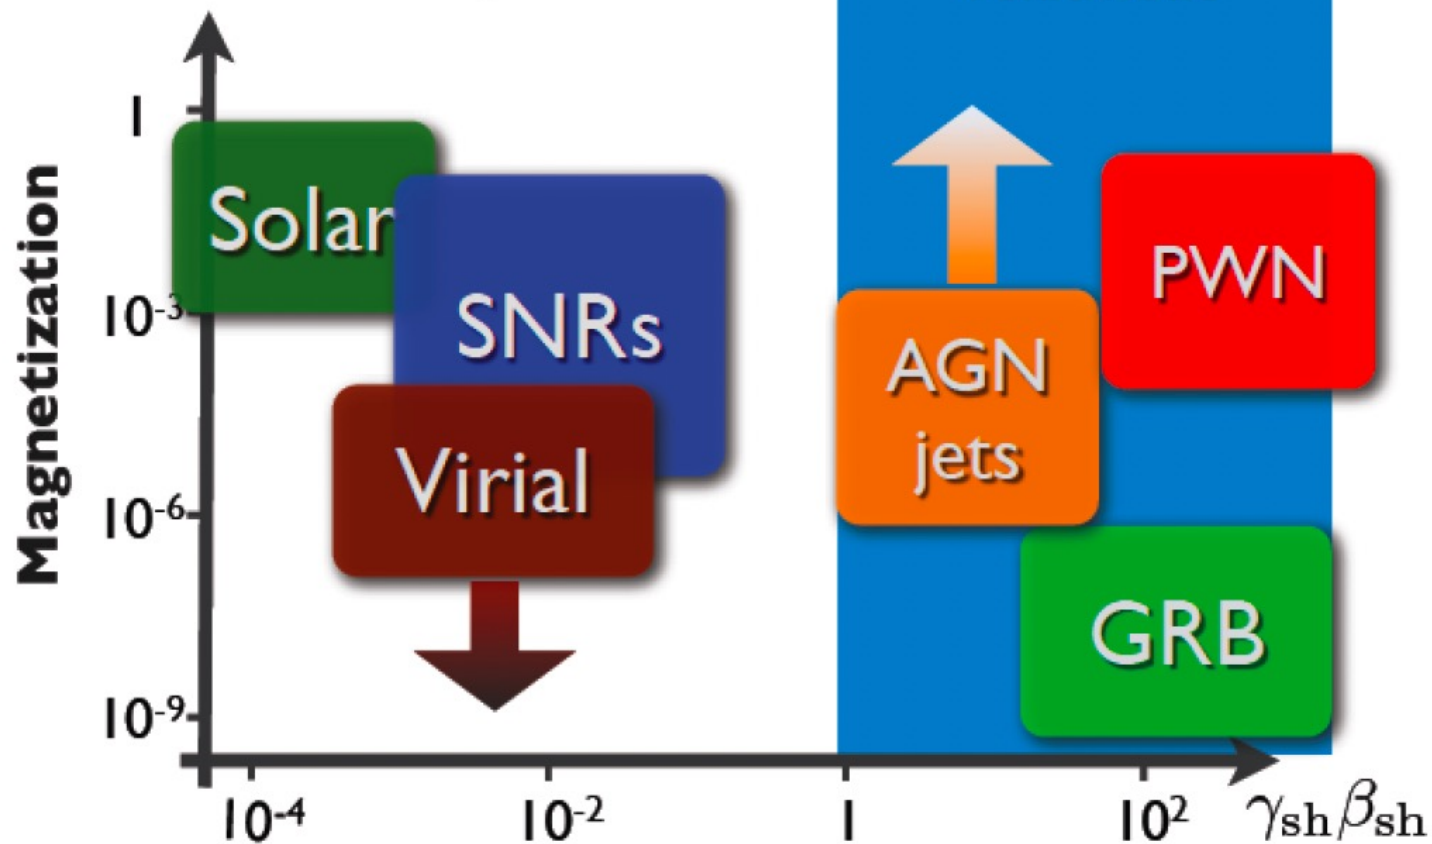 Magnetization
1
10-3
10-6
10-9
Solar
SNRs
Virial
AGN
jets
PWN
GRB
10-4
10-2
1
10²
γshβsh